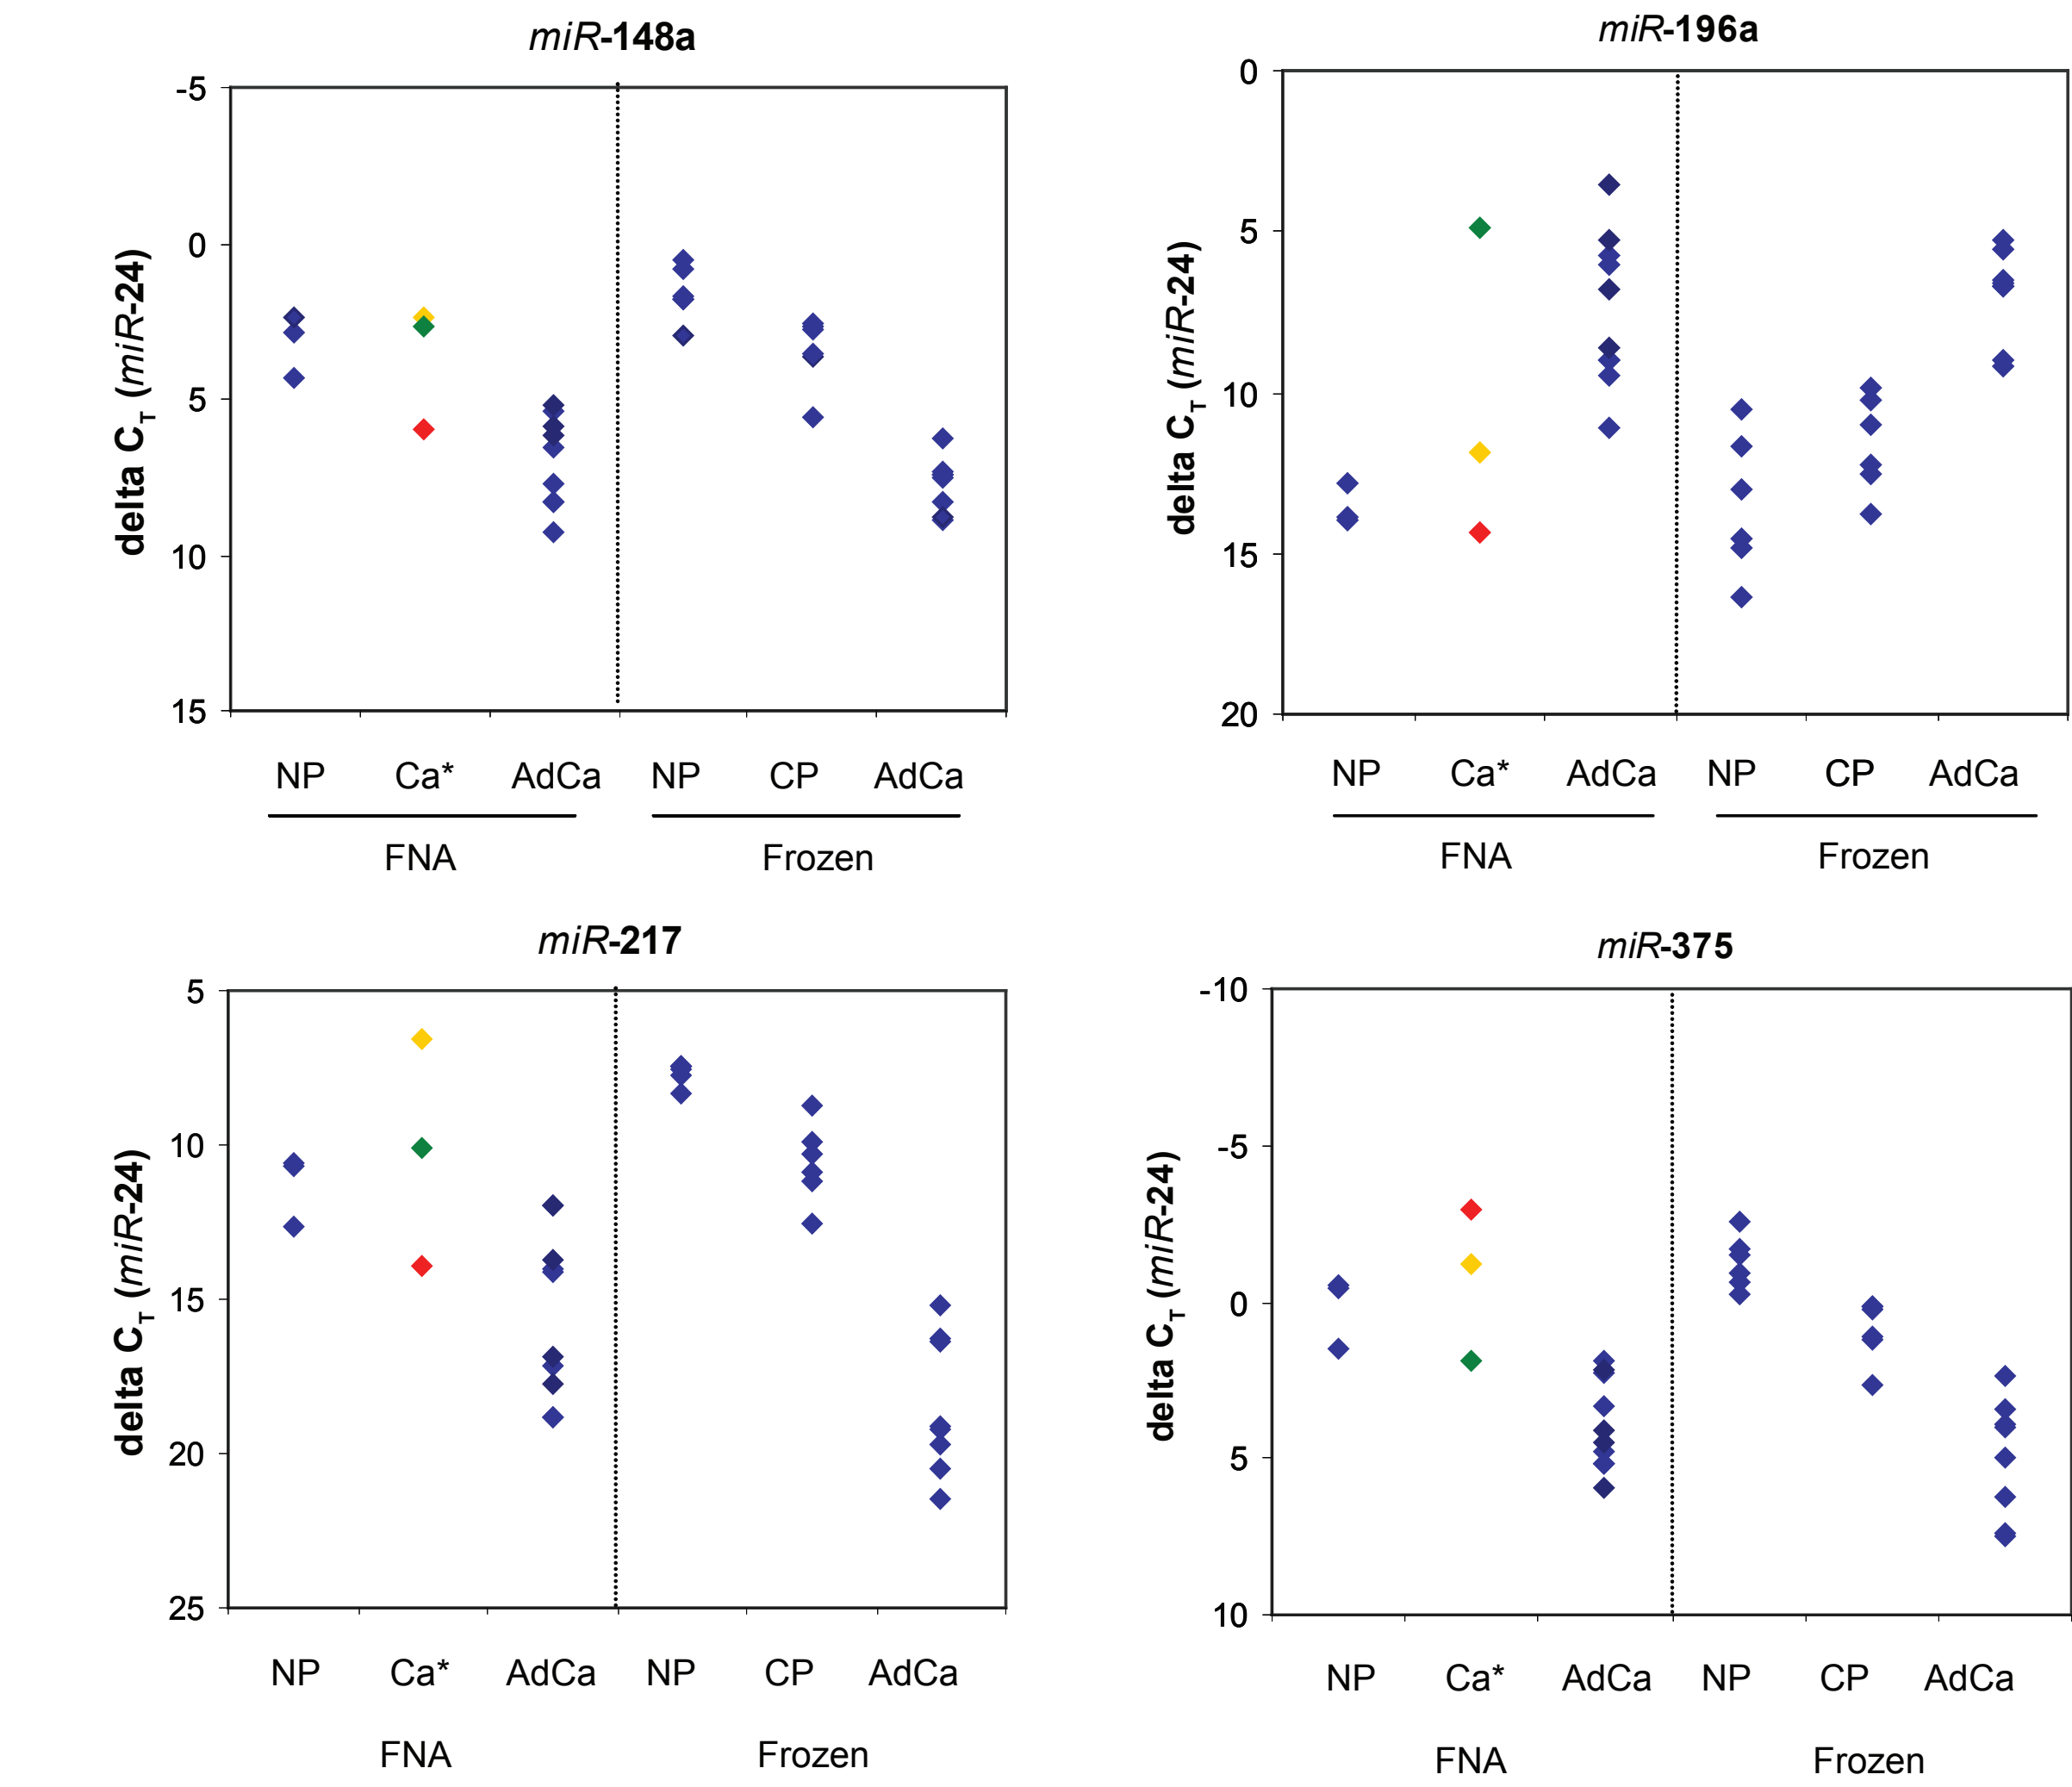 miR-148a
-5
0
5
10
15
delta CT (miR-24)
NP Ca* AdCa NP CP AdCa
FNA Frozen
miR-196a
0
5
10
15
20
delta CT (miR-24)
NP Ca* AdCa NP CP AdCa
FNA Frozen
miR-217
5
10
15
20
25
delta CT (miR-24)
NP Ca* AdCa NP CP AdCa
FNA Frozen
miR-375
-10
-5
0
5
10
delta CT (miR-24)
NP Ca* AdCa NP CP AdCa
FNA Frozen